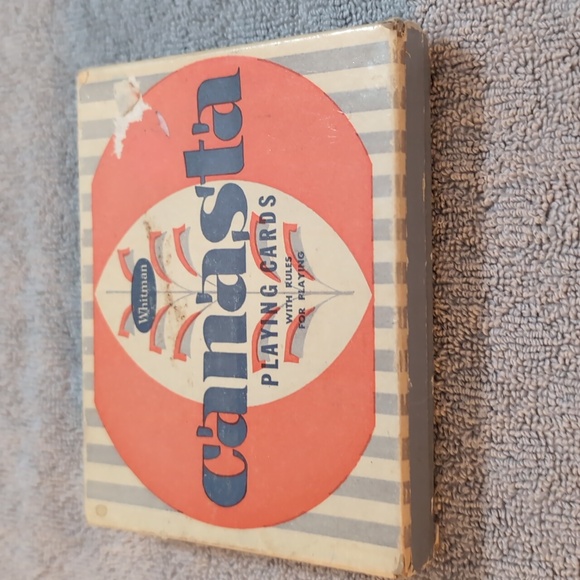 Whitman
canasta
PLAYING CARDS
WITH RULES
FOR PLAYING